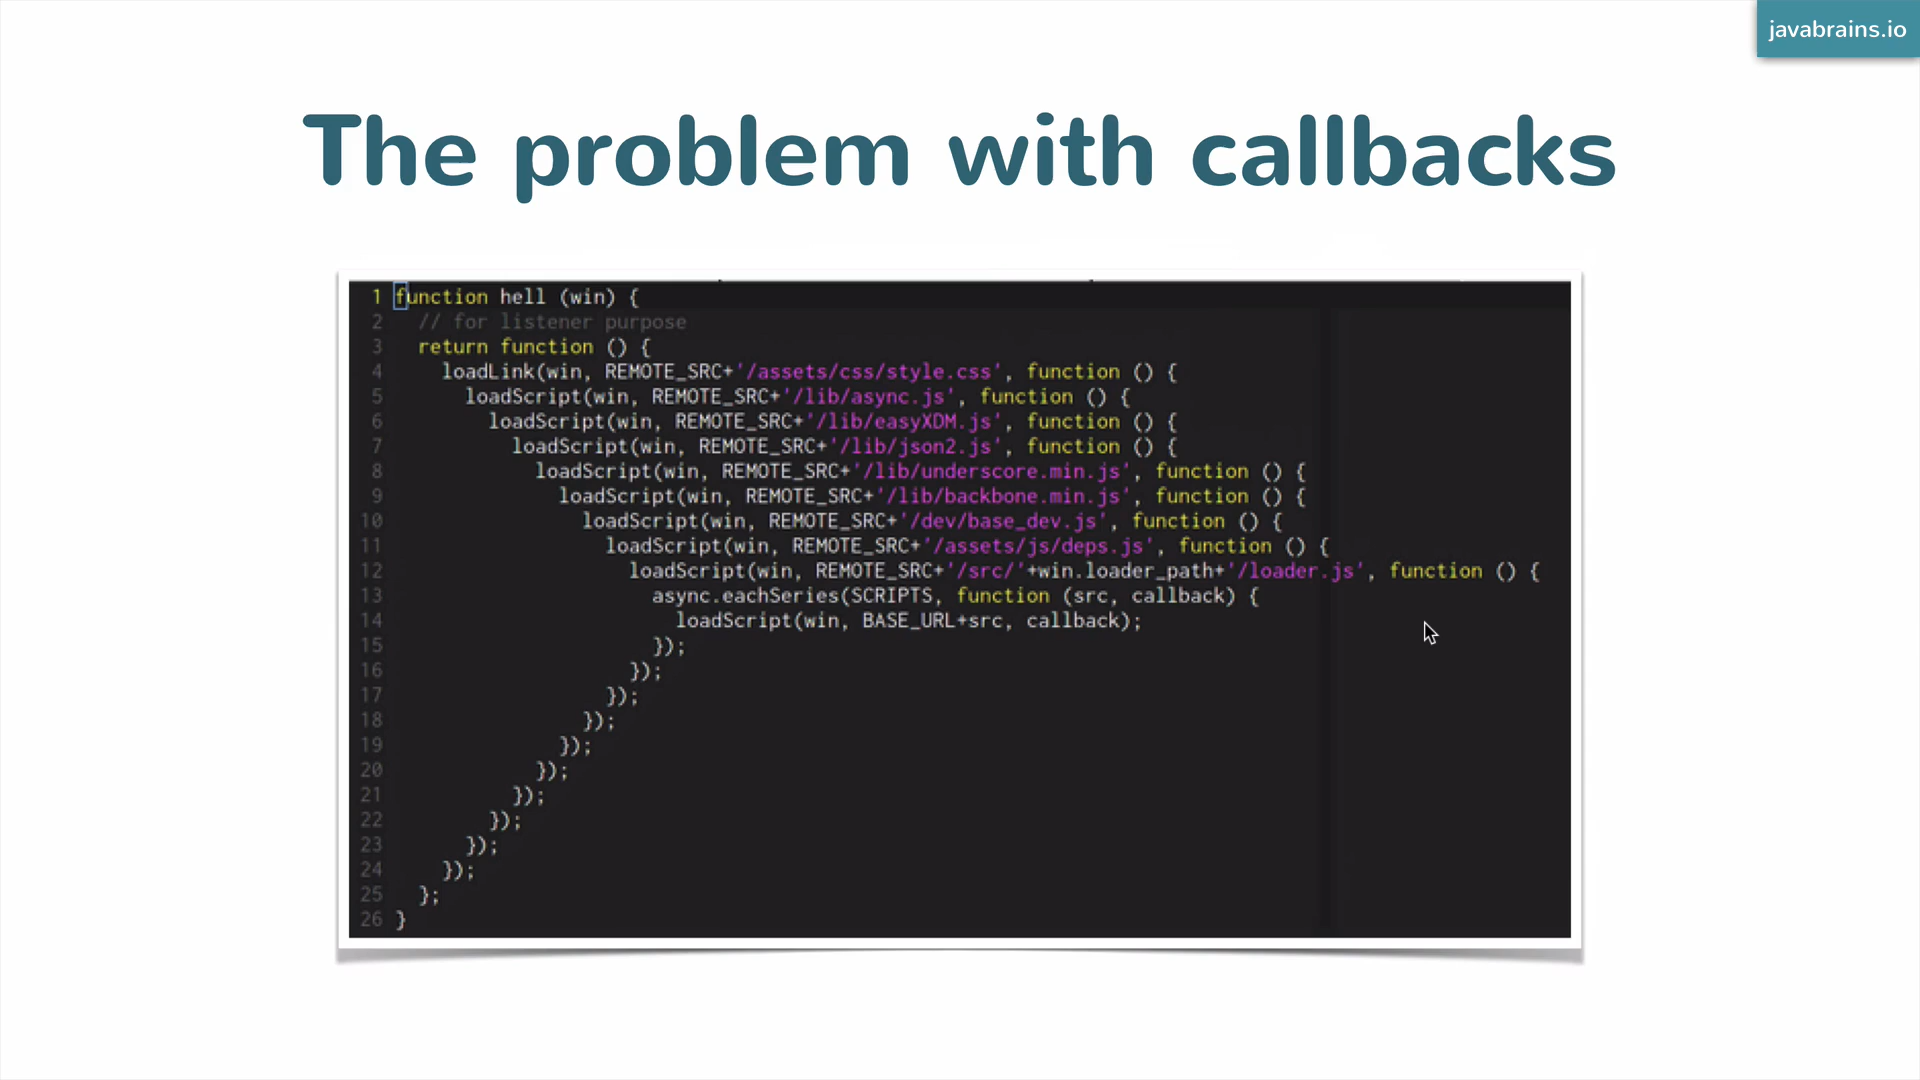 javabrains.io
The problem with callbacks
1 function hell (win) {
2   // for listener purpose
3   return function () {
4     loadLink(win, REMOTE_SRC+'/assets/css/style.css', function () {
5       loadScript(win, REMOTE_SRC+'/lib/async.js', function () {
6         loadScript(win, REMOTE_SRC+'/lib/easyXDM.js', function () {
7           loadScript(win, REMOTE_SRC+'/lib/json2.js', function () {
8             loadScript(win, REMOTE_SRC+'/lib/underscore.min.js', function () {
9               loadScript(win, REMOTE_SRC+'/lib/backbone.min.js', function () {
10                 loadScript(win, REMOTE_SRC+'/dev/base_dev.js', function () {
11                   loadScript(win, REMOTE_SRC+'/assets/js/deps.js', function () {
12                     loadScript(win, REMOTE_SRC+'/src/'+win.loader_path+'/loader.js', function () {
13                       async.eachSeries(SCRIPTS, function (src, callback) {
14                         loadScript(win, BASE_URL+src, callback);
15                       });
16                     });
17                   });
18                 });
19               });
20             });
21           });
22         });
23       });
24     });
25   };
26 }